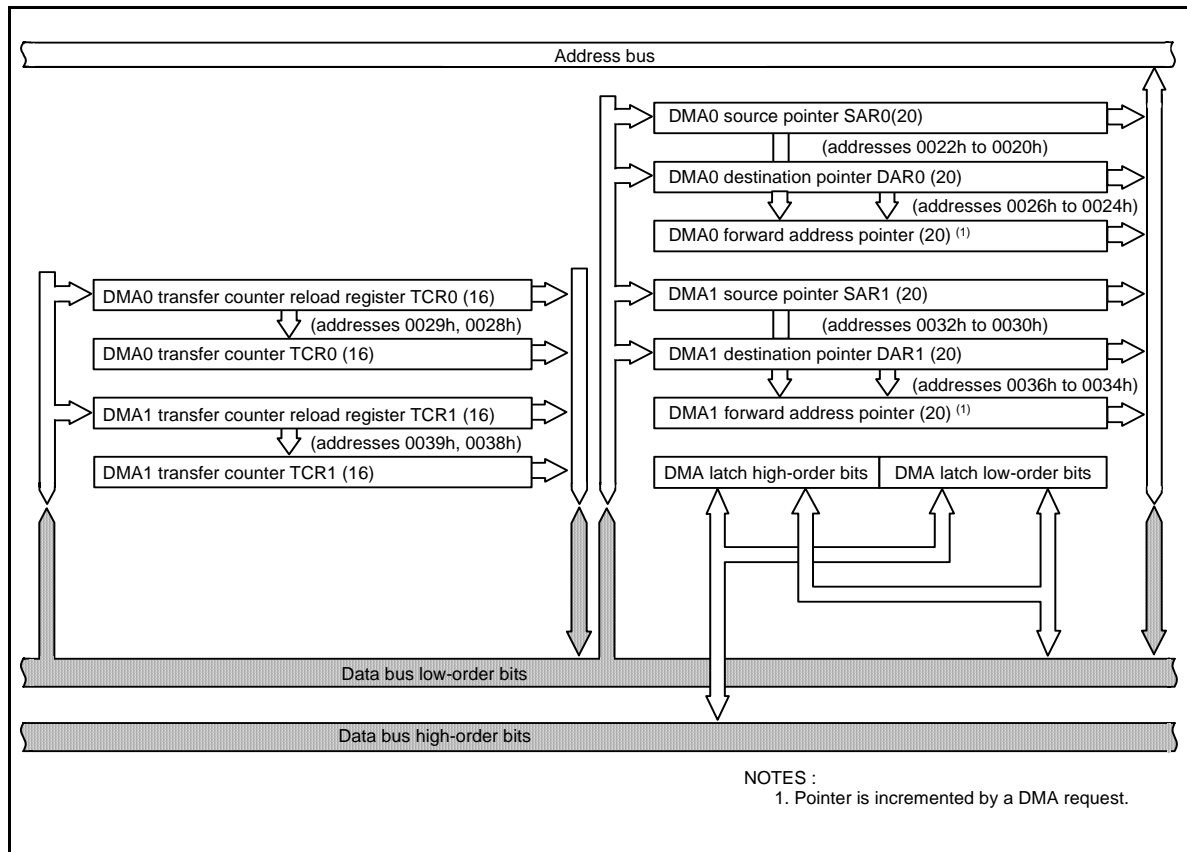 Address bus
DMA0 source pointer SAR0(20)
(addresses 0022h to 0020h)
DMA0 destination pointer DAR0 (20)
(addresses 0026h to 0024h)
DMA0 forward address pointer (20) (1)
DMA0 transfer counter reload register TCR0 (16)
(addresses 0029h, 0028h)
DMA0 transfer counter TCR0 (16)
DMA1 transfer counter reload register TCR1 (16)
(addresses 0039h, 0038h)
DMA1 transfer counter TCR1 (16)
DMA1 source pointer SAR1 (20)
(addresses 0032h to 0030h)
DMA1 destination pointer DAR1 (20)
(addresses 0036h to 0034h)
DMA1 forward address pointer (20) (1)
DMA latch high-order bits
DMA latch low-order bits
Data bus low-order bits
Data bus high-order bits
NOTES :
1. Pointer is incremented by a DMA request.